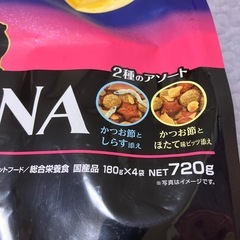 2種のアソート
NA
かつお節と
しらす添え
かつお節と
ほたて味チップ添え
ットフード/総合栄養食 国産品 180g×4袋 NET720g
※写真はイメージです。